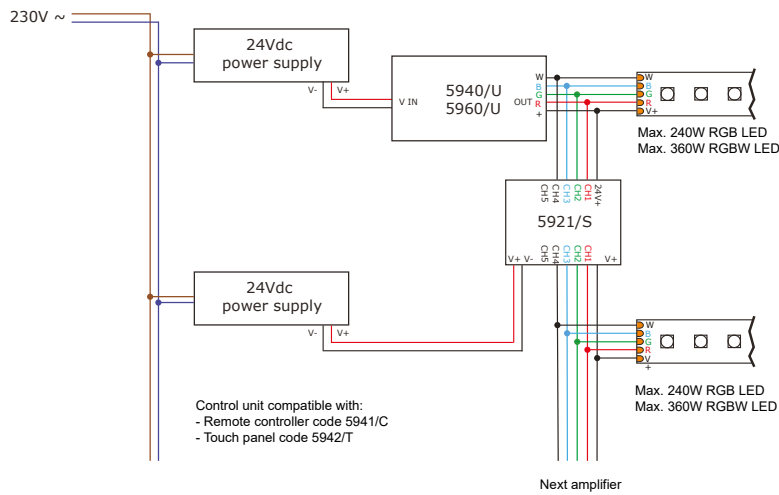 230V ~
24Vdc
power supply
V- V+
V IN
5940/U
5960/U
OUT
W
B
G
R
+
W
B
G
R
V+
Max. 240W RGB LED
Max. 360W RGBW LED
CH5
CH4
CH3
CH2
CH1
24V+
5921/S
V+ V-
CH5
CH4
CH3
CH2
CH1
V+
24Vdc
power supply
V- V+
W
B
G
R
V
+
Max. 240W RGB LED
Max. 360W RGBW LED
Control unit compatible with:
- Remote controller code 5941/C
- Touch panel code 5942/T
Next amplifier